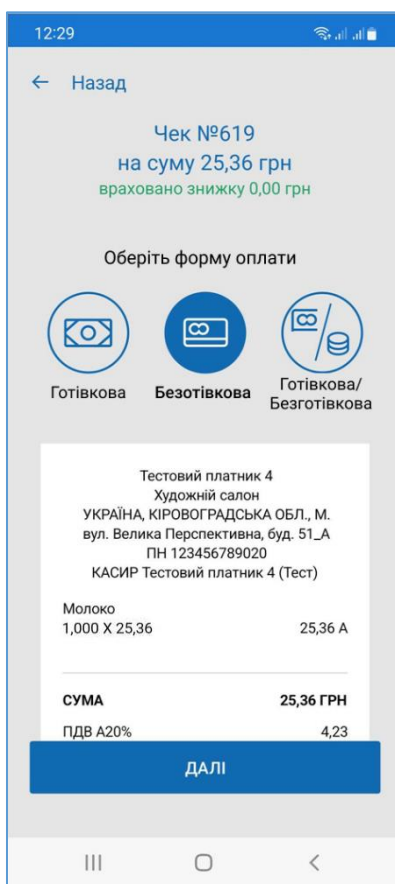 12:29
Назад
Чек №619
на суму 25,36 грн
враховано знижку 0,00 грн
Оберіть форму оплати
Готівкова
Безотівкова
Готівкова/
Безготівкова
Тестовий платник 4
Художній салон
УКРАЇНА, КІРОВОГРАДСЬКА ОБЛ., М.
вул. Велика Перспективна, буд. 51_А
ПН 123456789020
КАСИР Тестовий платник 4 (Тест)
Молоко
1,000 X 25,36 25,36 А
СУМА 25,36 ГРН
ПДВ А20% 4,23
ДАЛІ